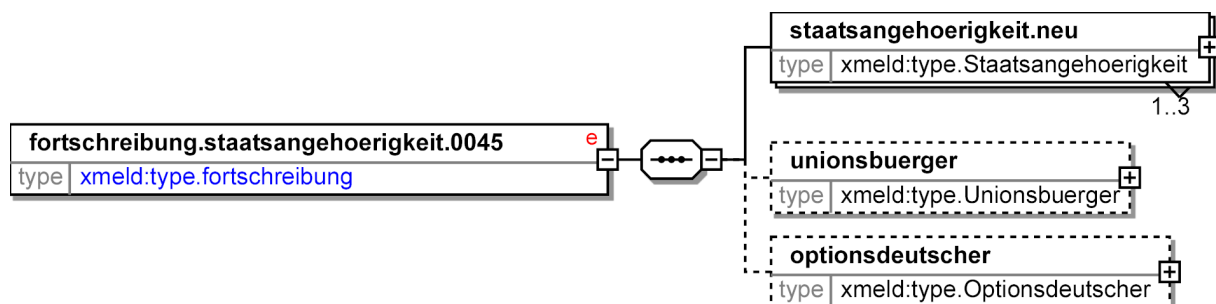 staatsangehoerigkeit.neu
type xmeld:type.Staatsangehoerigkeit
1..3
fortschreibung.staatsangehoerigkeit.0045 e
type xmeld:type.fortschreibung
unionsbuerger
type xmeld:type.Unionsbuerger
optionsdeutscher
type xmeld:type.Optionsdeutscher